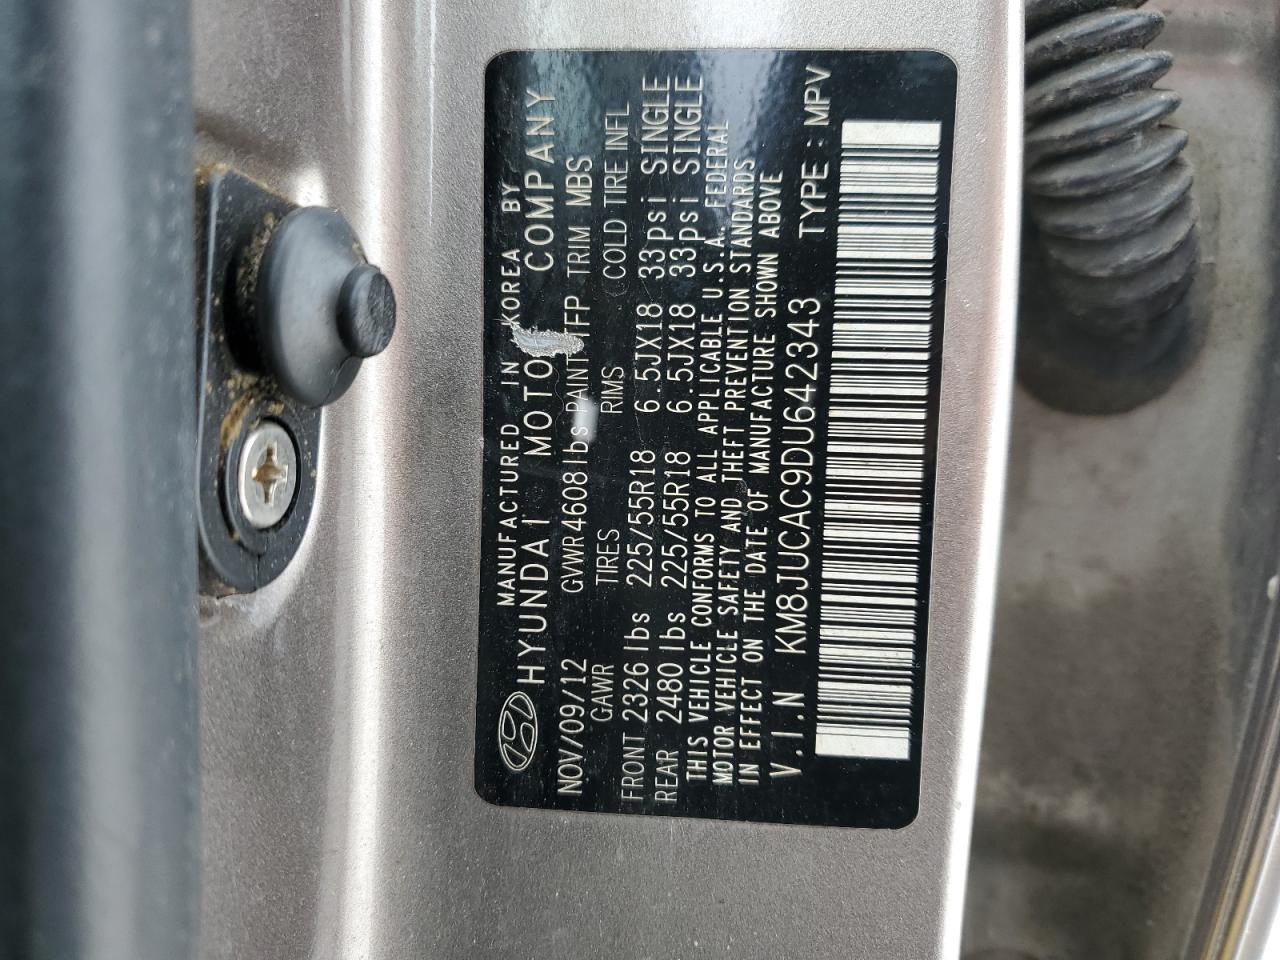 MANUFACTURED IN KOREA BY
HYUNDAI MOTO COMPANY
NOV/09/12 GVWR4608lbs PAINT TFP TRIM MBS
GAWR TIRES RIMS COLD TIRE INFL
FRONT 2326 lbs 225/55R18 6.5JX18 33psi SINGLE
REAR 2480 lbs 225/55R18 6.5JX18 33psi SINGLE
THIS VEHICLE CONFORMS TO ALL APPLICABLE U.S.A. FEDERAL
MOTOR VEHICLE SAFETY AND THEFT PREVENTION STANDARDS
IN EFFECT ON THE DATE OF MANUFACTURE SHOWN ABOVE
V.I.N KM8JUCAC9DU642343 TYPE : MPV